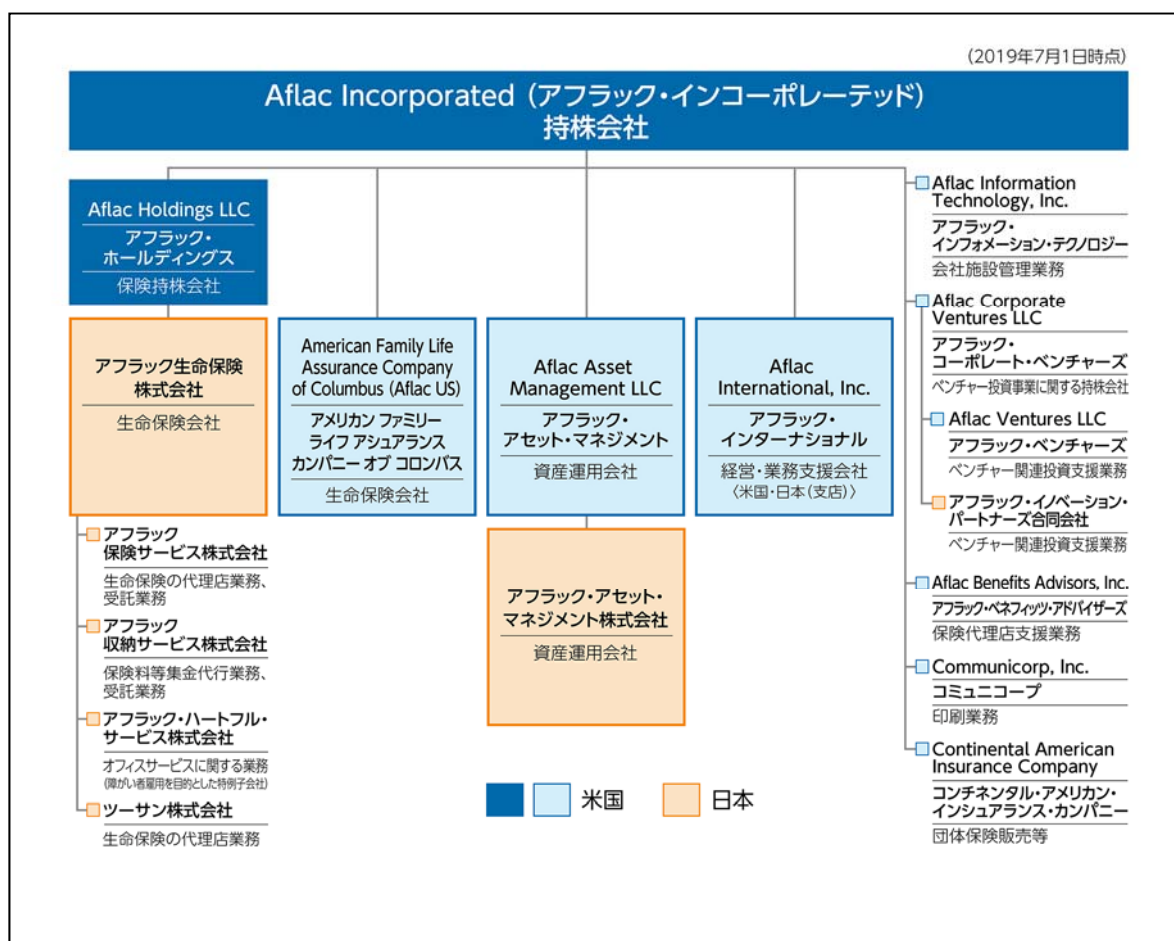 (2019年7月1日時点)
Aflac Incorporated (アフラック・インコーポレーテッド)
持株会社
Aflac Holdings LLC
アフラック・
ホールディングス
保険持株会社
アフラック生命保険
株式会社
生命保険会社
アフラック
保険サービス株式会社
生命保険の代理店業務、
受託業務
アフラック
収納サービス株式会社
保険料等集金代行業務、
受託業務
アフラック・ハートフル・
サービス株式会社
オフィスサービスに関する業務
(障がい者雇用を目的とした特例子会社)
ツーサン株式会社
生命保険の代理店業務
American Family Life
Assurance Company
of Columbus (Aflac US)
アメリカン ファミリー
ライフ アシュアランス
カンパニー オブ コロンバス
生命保険会社
Aflac Asset
Management LLC
アフラック・
アセット・マネジメント
資産運用会社
アフラック・アセット・
マネジメント株式会社
資産運用会社
Aflac
International, Inc.
アフラック・
インターナショナル
経営・業務支援会社
〈米国・日本(支店)〉
Aflac Information
Technology, Inc.
アフラック・
インフォメーション・テクノロジー
会社施設管理業務
Aflac Corporate
Ventures LLC
アフラック・
コーポレート・ベンチャーズ
ベンチャー投資事業に関する持株会社
Aflac Ventures LLC
アフラック・ベンチャーズ
ベンチャー関連投資支援業務
アフラック・イノベーション・
パートナーズ合同会社
ベンチャー関連投資支援業務
Aflac Benefits Advisors, Inc.
アフラック・ベネフィッツ・アドバイザーズ
保険代理店支援業務
Communicorp, Inc.
コミュニコープ
印刷業務
Continental American
Insurance Company
コンチネンタル・アメリカン・
インシュアランス・カンパニー
団体保険販売等
米国
日本